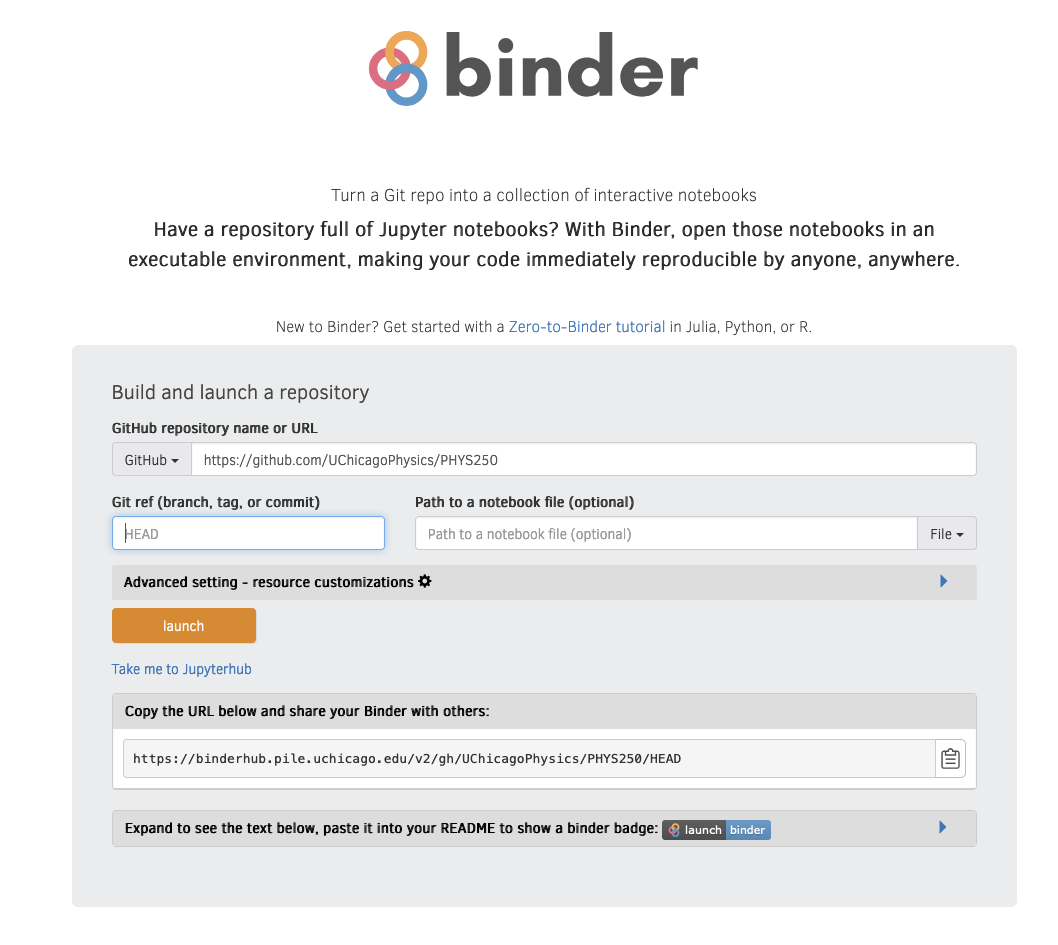 binder
Turn a Git repo into a collection of interactive notebooks
Have a repository full of Jupyter notebooks? With Binder, open those notebooks in an
executable environment, making your code immediately reproducible by anyone, anywhere.
New to Binder? Get started with a Zero-to-Binder tutorial in Julia, Python, or R.
Build and launch a repository
GitHub repository name or URL
GitHub https://github.com/UChicagoPhysics/PHYS250
Git ref (branch, tag, or commit) Path to a notebook file (optional)
HEAD Path to a notebook file (optional) File
Advanced setting - resource customizations
launch
Take me to Jupyterhub
Copy the URL below and share your Binder with others:
https://binderhub.pile.uchicago.edu/v2/gh/UChicagoPhysics/PHYS250/HEAD
Expand to see the text below, paste it into your README to show a binder badge: launch binder